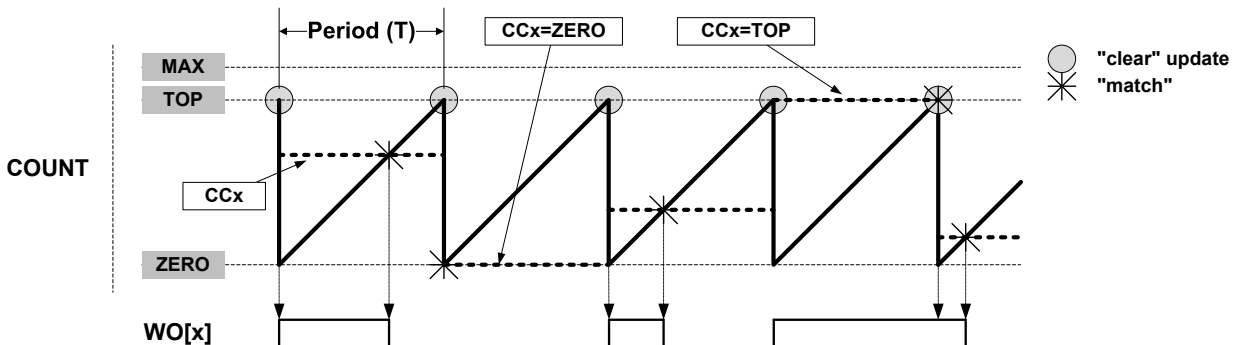 Period (T)
CCx=ZERO
CCx=TOP
"clear" update
"match"
MAX
TOP
COUNT
CCx
ZERO
WO[x]